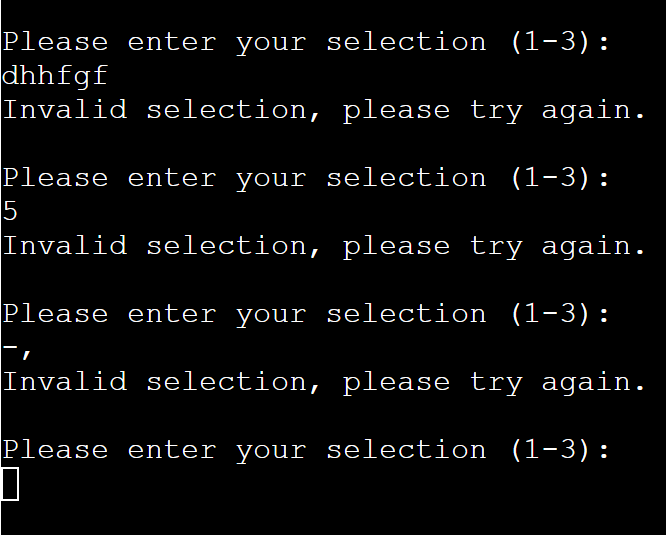 Please enter your selection (1-3):
dhhfgf
Invalid selection, please try again.
Please enter your selection (1-3):
5
Invalid selection, please try again.
Please enter your selection (1-3):
-,
Invalid selection, please try again.
Please enter your selection (1-3):